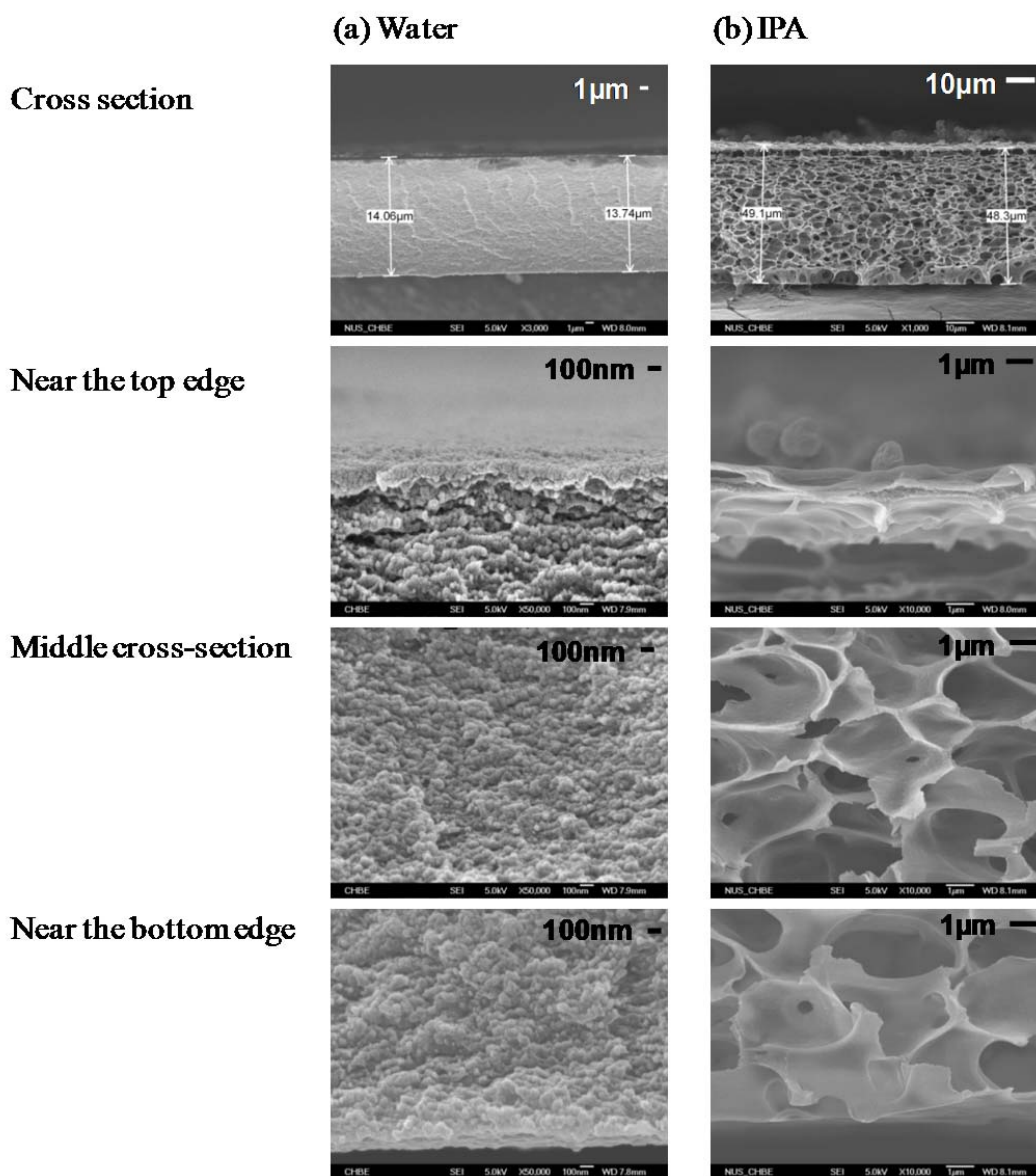 (a) Water (b) IPA
Cross section
1µm
14.06µm
13.74µm
NUS_CHBE SEI 5.0kV X3,000 1µm WD 8.0mm
10µm
49.1µm
48.3µm
NUS_CHBE SEI 5.0kV X1,000 10µm WD 8.1mm
Near the top edge
100nm
CHBE SEI 5.0kV X50,000 100nm WD 7.9mm
1µm
NUS_CHBE SEI 5.0kV X10,000 1µm WD 8.0mm
Middle cross-section
100nm
CHBE SEI 5.0kV X50,000 100nm WD 7.9mm
1µm
NUS_CHBE SEI 5.0kV X10,000 1µm WD 8.1mm
Near the bottom edge
100nm
CHBE SEI 5.0kV X50,000 100nm WD 7.8mm
1µm
NUS_CHBE SEI 5.0kV X10,000 1µm WD 8.1mm